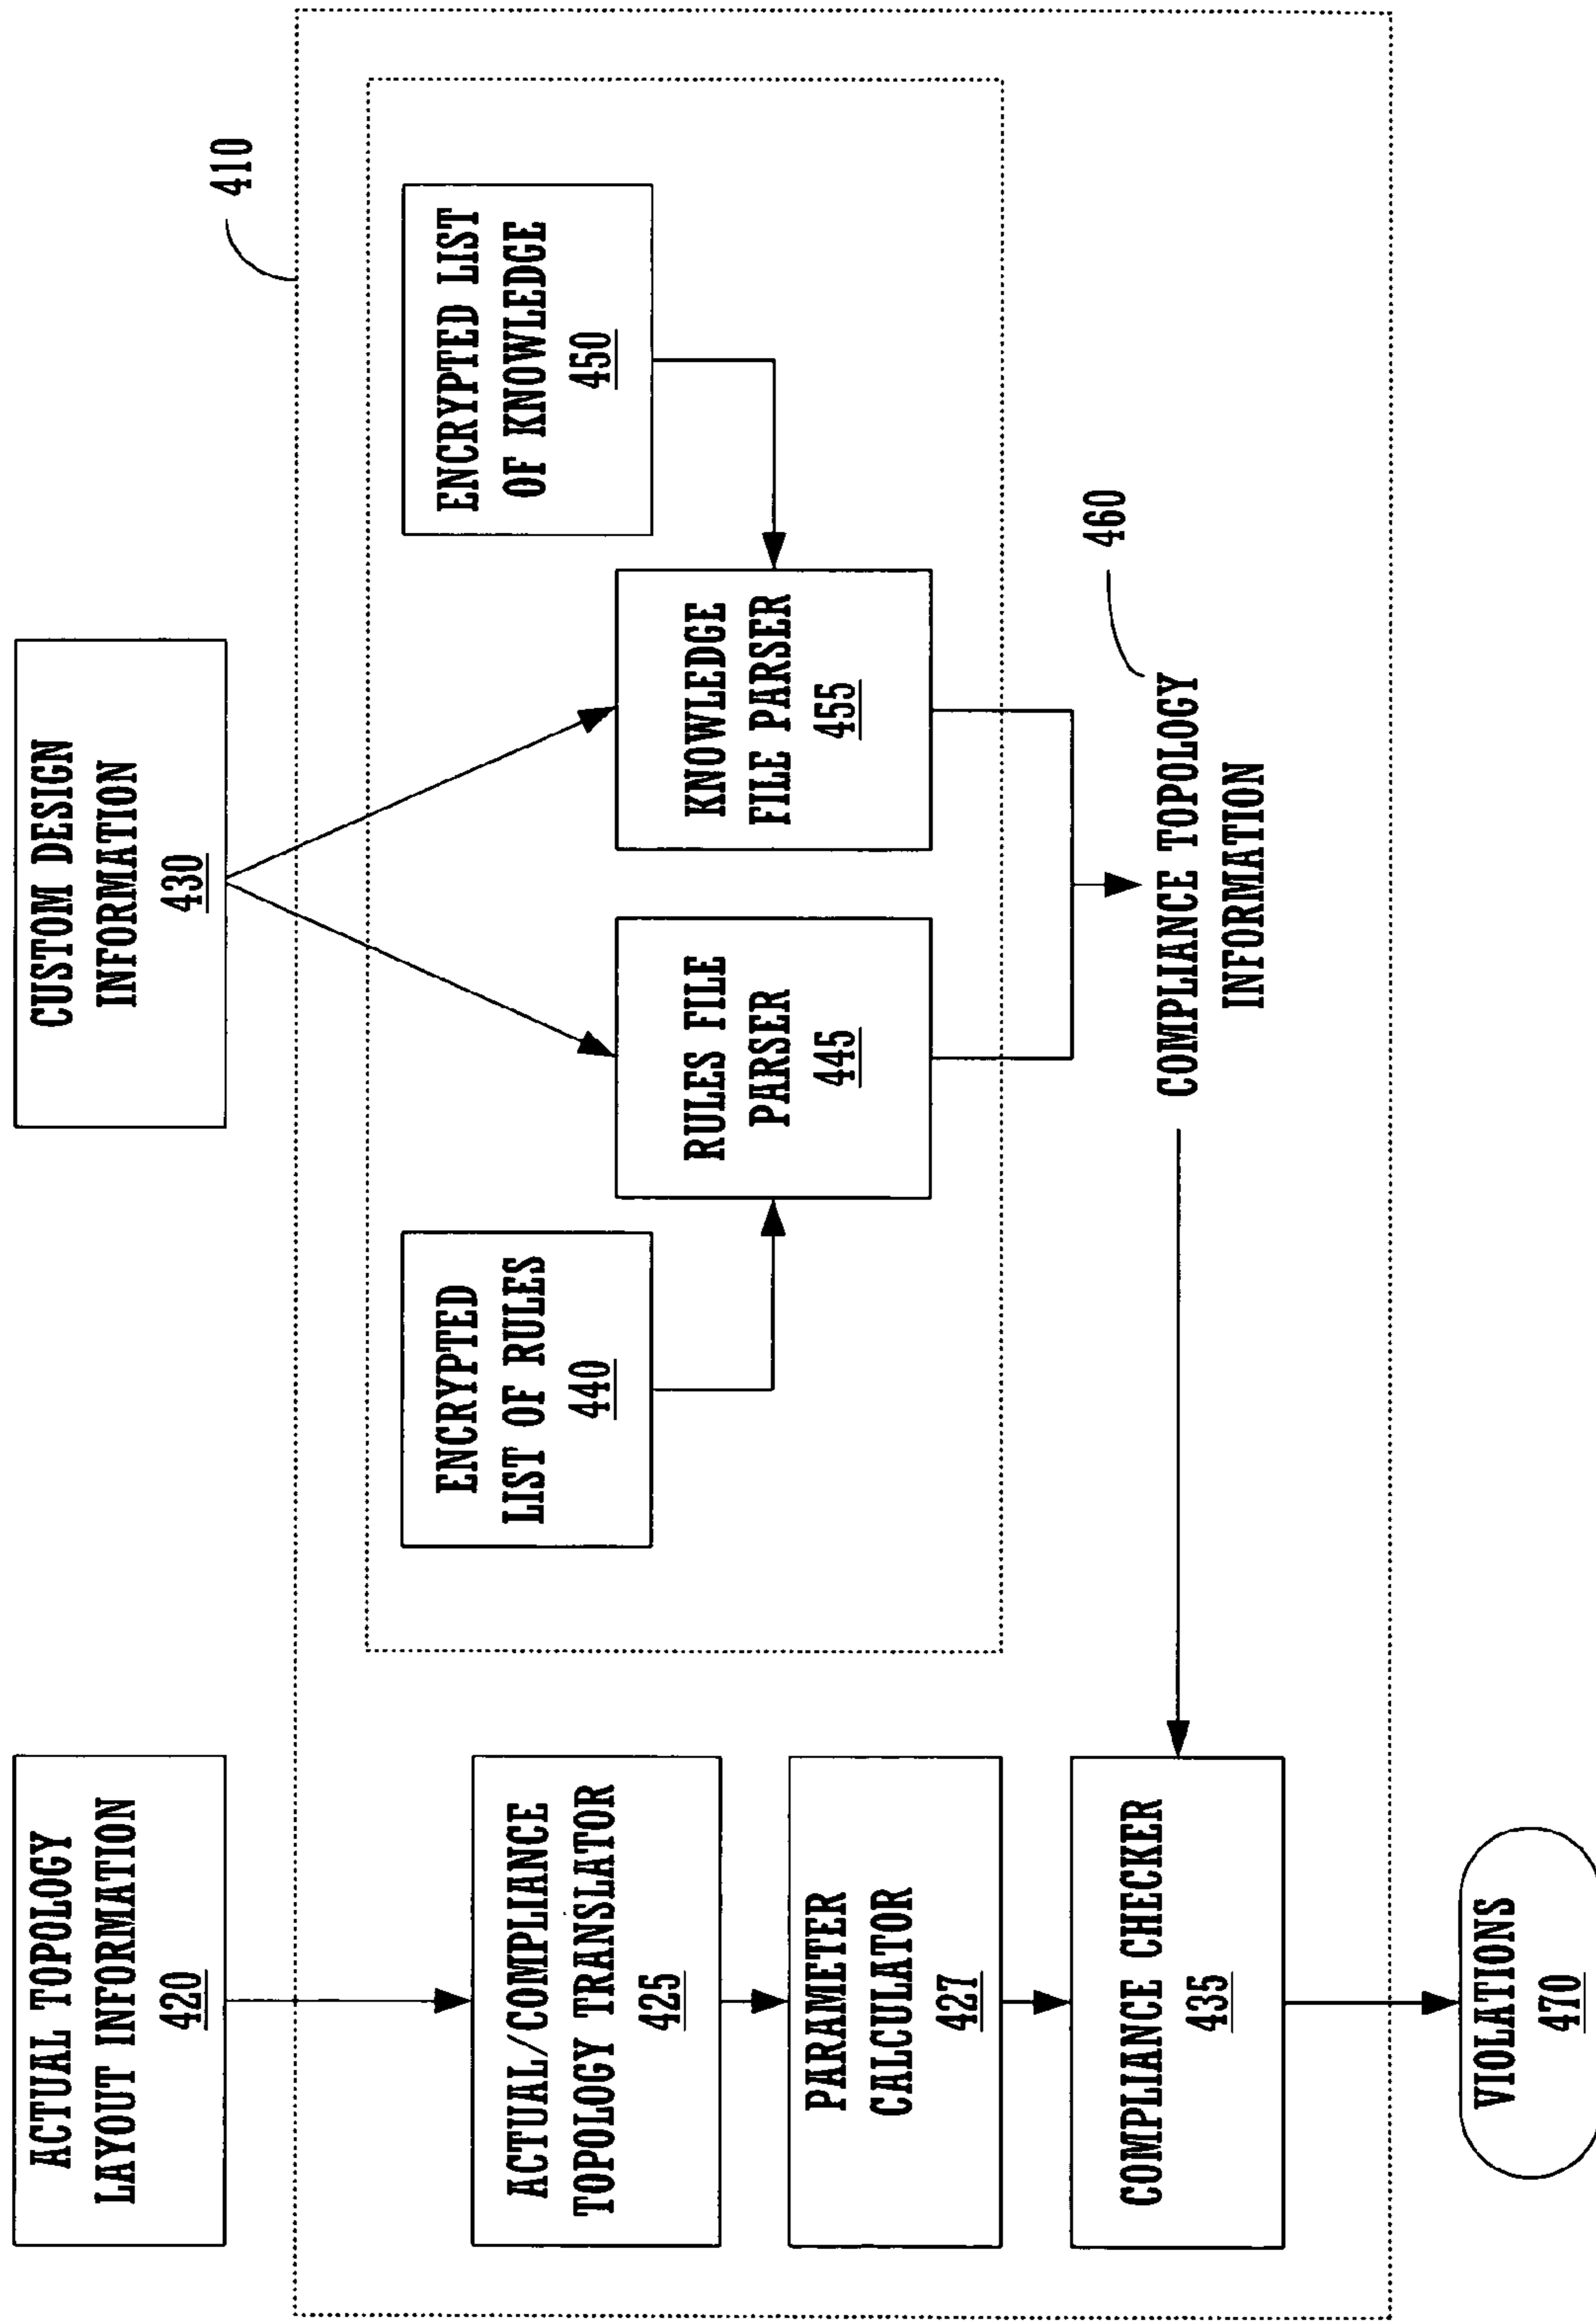 ACTUAL TOPOLOGY
LAYOUT INFORMATION
420
CUSTOM DESIGN
INFORMATION
430
410
ENCRYPTED
LIST OF RULES
440
ENCRYPTED LIST
OF KNOWLEDGE
450
ACTUAL/COMPLIANCE
TOPOLOGY TRANSLATOR
425
RULES FILE
PARSER
445
KNOWLEDGE
FILE PARSER
455
PARAMETER
CALCULATOR
427
460
COMPLIANCE CHECKER
435
COMPLIANCE TOPOLOGY
INFORMATION
VIOLATIONS
470